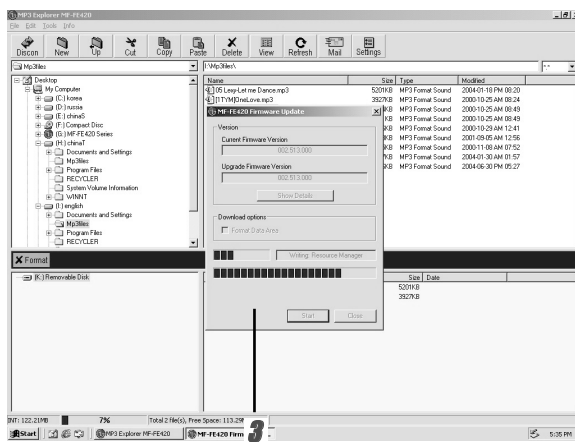 MP3 Explorer MF-FE420
File Edit Tools Info
Discon New Up Cut Copy Paste Delete View Refresh Mail Settings
Mp3files
I:\Mp3files\
*.*
Desktop
My Computer
(C:) korea
(D:) russia
(E:) chinaS
(F:) Compact Disc
(G:) MF-FE420 Series
(H:) chinaT
Documents and Settings
Mp3files
Program Files
RECYCLER
System Volume Information
WINNT
(I:) english
Documents and Settings
Mp3files
Program Files
RECYCLER
Name Size Type Modified
05 Lexy-Let me Dance.mp3 5201KB MP3 Format Sound 2004-01-18 PM 08:20
[1TYM]OneLove.mp3 3927KB MP3 Format Sound 2000-10-25 AM 08:24
KB MP3 Format Sound 2000-10-25 AM 08:49
KB MP3 Format Sound 2000-10-25 AM 08:49
KB MP3 Format Sound 2000-10-29 AM 12:41
KB MP3 Format Sound 2001-09-05 AM 12:56
KB MP3 Format Sound 2000-11-08 AM 07:52
KB MP3 Format Sound 2004-01-30 AM 01:57
KB MP3 Format Sound 2004-06-30 PM 05:27
MF-FE420 Firmware Update
Version
Current Firmware Version
002.513.000
Upgrade Firmware Version
002.513.000
Show Details
Download options
Format Data Area
Writing: Resourse Manager
Start Close
Format
(K:) Removable Disk
Size Date
5201KB
3927KB
INT: 122.21MB 7% Total 2 file(s), Free Space: 113.29M
3
Start MP3 Explorer MF-FE420 MF-FE420 Firm 5:35 PM